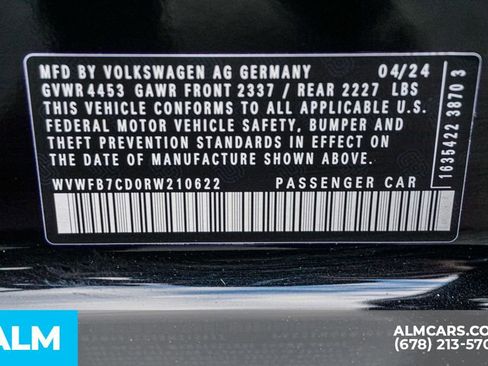 MFD BY VOLKSWAGEN AG GERMANY 04/24
GVWR 4453 GAWR FRONT 2337 / REAR 2227 LBS
THIS VEHICLE CONFORMS TO ALL APPLICABLE U.S.
FEDERAL MOTOR VEHICLE SAFETY, BUMPER AND
THEFT PREVENTION STANDARDS IN EFFECT ON
THE DATE OF MANUFACTURE SHOWN ABOVE.
WVWFB7CD0RW210622 PASSENGER CAR
1635422 3870 3
ALM
ALMCARS.CO
(678) 213-570